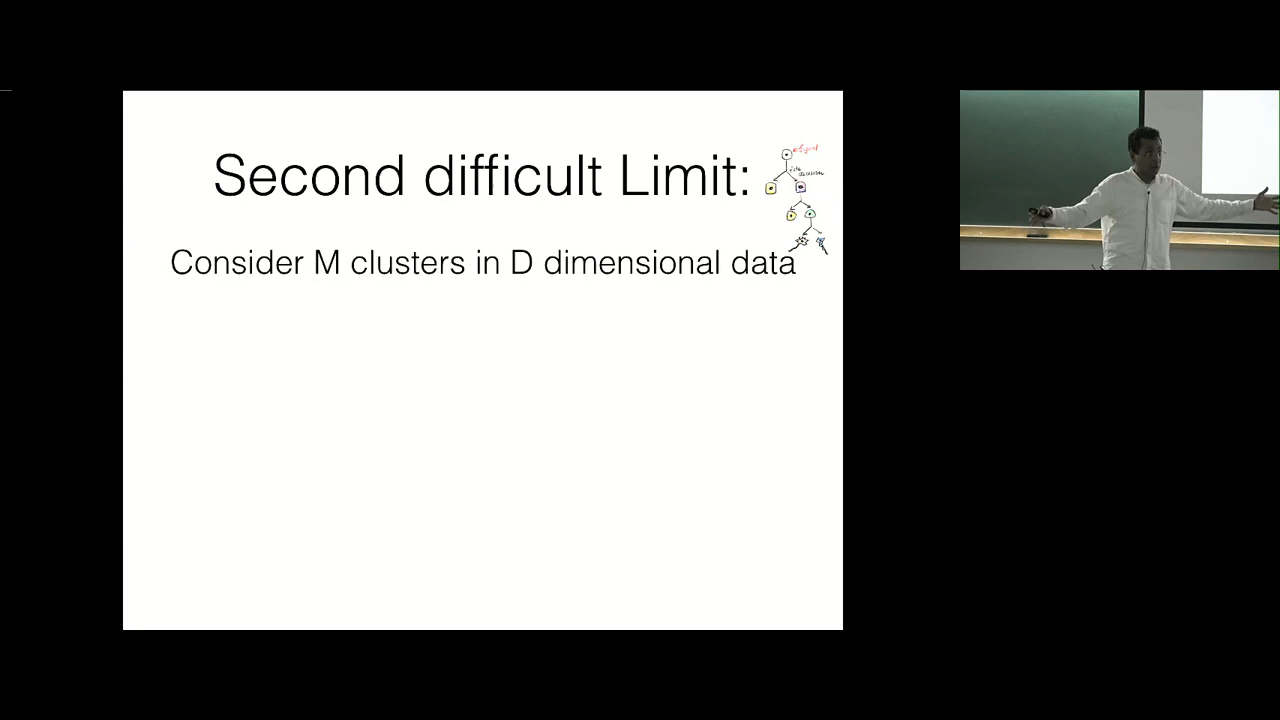 Second difficult Limit:
Consider M clusters in D dimensional data